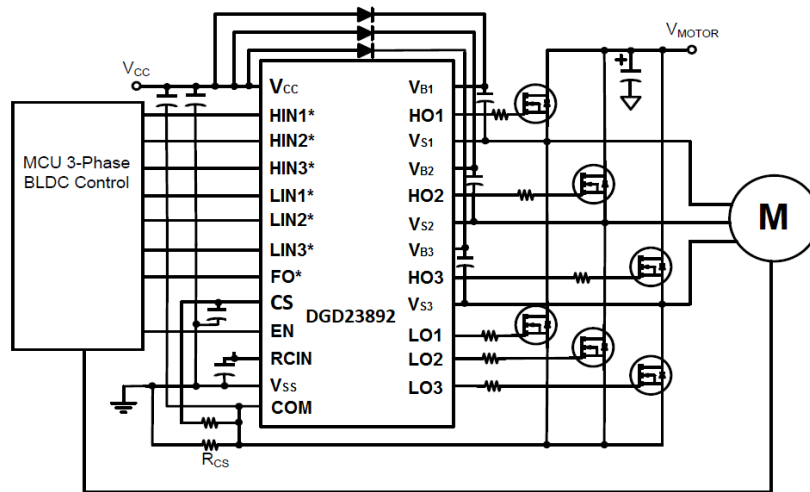 VMOTOR
VCC
VCC
HIN1*
HIN2*
HIN3*
LIN1*
LIN2*
LIN3*
FO*
CS
EN
RCIN
VSS
COM
DGD23892
VB1
HO1
VS1
VB2
HO2
VS2
VB3
HO3
VS3
LO1
LO2
LO3
MCU 3-Phase
BLDC Control
M
+
RCS